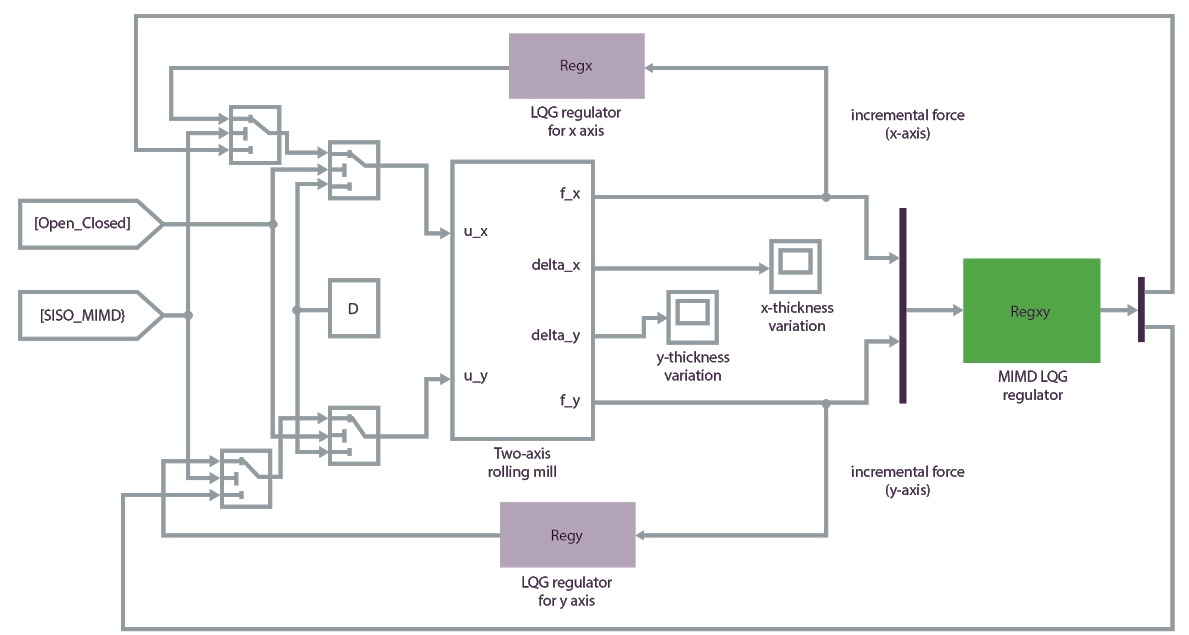 Regx
LQG regulator
for x axis
incremental force
(x-axis)
[Open_Closed]
[SISO_MIMD}
D
f_x
u_x
delta_x
delta_y
u_y
f_y
Two-axis
rolling mill
x-thickness
variation
y-thickness
variation
Regxy
MIMD LQG
regulator
incremental force
(y-axis)
Regy
LQG regulator
for y axis